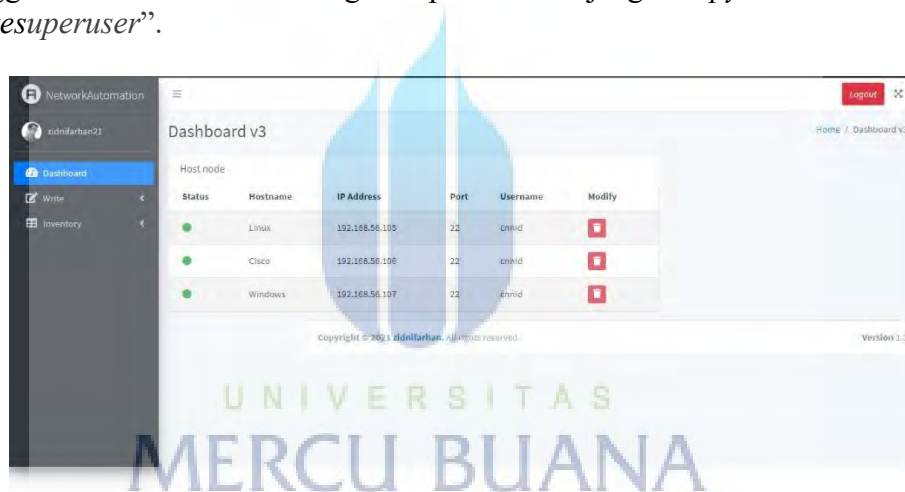 esuperuser”.
NetworkAutomation
Logout
zidnifarhan21
Dashboard v3
Home / Dashboard v3
Dashboard
Host node
Write
Status Hostname IP Address Port Username Modify
Inventory
Linux 192.168.56.105 22 cnnid
Cisco 192.168.56.106 22 cnnid
Windows 192.168.56.107 22 cnnid
Copyright © 2021 zidnifarhan. All rights reserved.
Version
UNIVERSITAS
MERCU BUANA